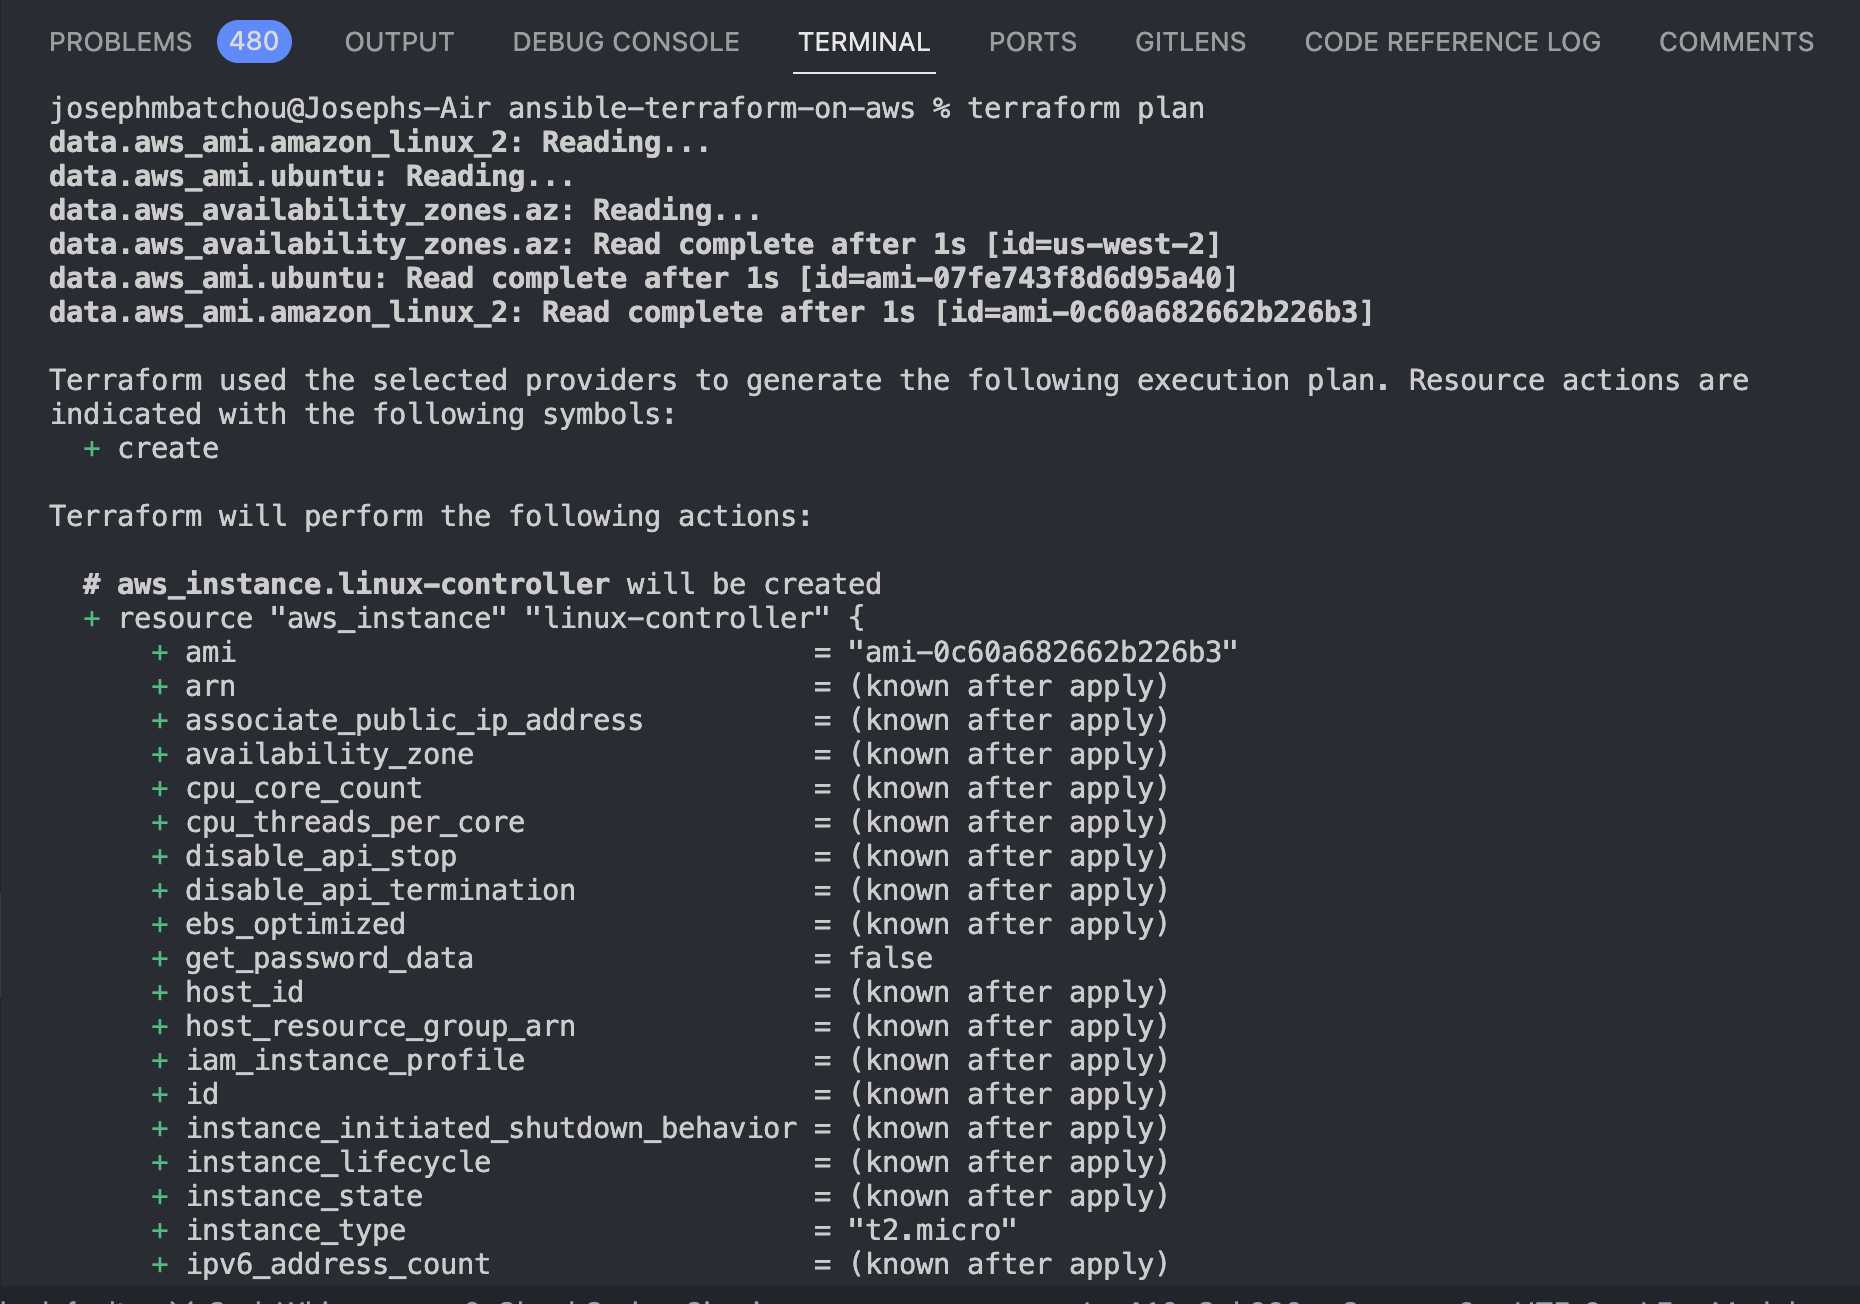 PROBLEMS 480 OUTPUT DEBUG CONSOLE TERMINAL PORTS GITLENS CODE REFERENCE LOG COMMENTS
josephmbatchou@Josephs-Air ansible-terraform-on-aws % terraform plan
data.aws_ami.amazon_linux_2: Reading...
data.aws_ami.ubuntu: Reading...
data.aws_availability_zones.az: Reading...
data.aws_availability_zones.az: Read complete after 1s [id=us-west-2]
data.aws_ami.ubuntu: Read complete after 1s [id=ami-07fe743f8d6d95a40]
data.aws_ami.amazon_linux_2: Read complete after 1s [id=ami-0c60a682662b226b3]
Terraform used the selected providers to generate the following execution plan. Resource actions are
indicated with the following symbols:
  + create
Terraform will perform the following actions:
  # aws_instance.linux-controller will be created
  + resource "aws_instance" "linux-controller" {
      + ami                                  = "ami-0c60a682662b226b3"
      + arn                                  = (known after apply)
      + associate_public_ip_address          = (known after apply)
      + availability_zone                    = (known after apply)
      + cpu_core_count                       = (known after apply)
      + cpu_threads_per_core                 = (known after apply)
      + disable_api_stop                     = (known after apply)
      + disable_api_termination              = (known after apply)
      + ebs_optimized                        = (known after apply)
      + get_password_data                    = false
      + host_id                              = (known after apply)
      + host_resource_group_arn              = (known after apply)
      + iam_instance_profile                 = (known after apply)
      + id                                   = (known after apply)
      + instance_initiated_shutdown_behavior = (known after apply)
      + instance_lifecycle                   = (known after apply)
      + instance_state                       = (known after apply)
      + instance_type                        = "t2.micro"
      + ipv6_address_count                   = (known after apply)